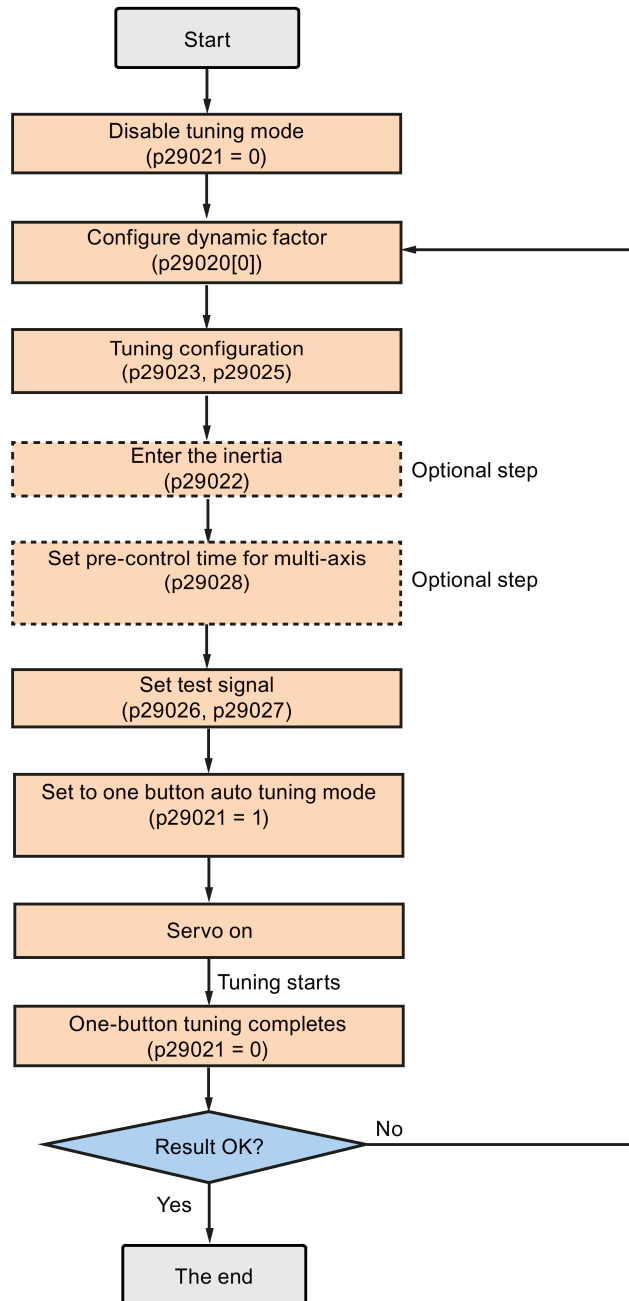 Start
Disable tuning mode
(p29021 = 0)
Configure dynamic factor
(p29020[0])
Tuning configuration
(p29023, p29025)
Enter the inertia
(p29022)
Optional step
Set pre-control time for multi-axis
(p29028)
Optional step
Set test signal
(p29026, p29027)
Set to one button auto tuning mode
(p29021 = 1)
Servo on
Tuning starts
One-button tuning completes
(p29021 = 0)
Result OK?
No
Yes
The end